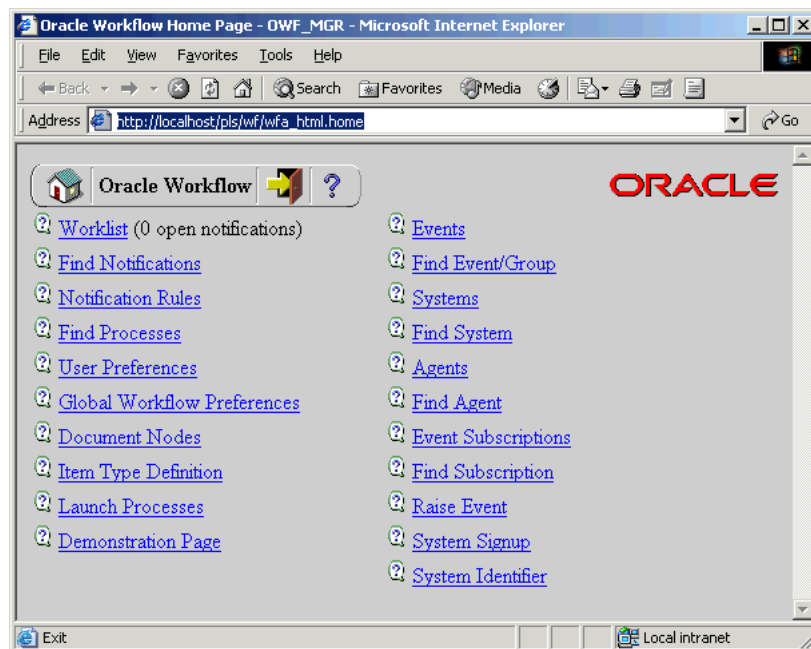 Oracle Workflow Home Page - OWF_MGR - Microsoft Internet Explorer
File Edit View Favorites Tools Help
Back Search Favorites Media
Address http://localhost/pls/wf/wfa_html.home Go
Oracle Workflow ? ORACLE
Worklist (0 open notifications)
Find Notifications
Notification Rules
Find Processes
User Preferences
Global Workflow Preferences
Document Nodes
Item Type Definition
Launch Processes
Demonstration Page
Events
Find Event/Group
Systems
Find System
Agents
Find Agent
Event Subscriptions
Find Subscription
Raise Event
System Signup
System Identifier
Exit Local intranet